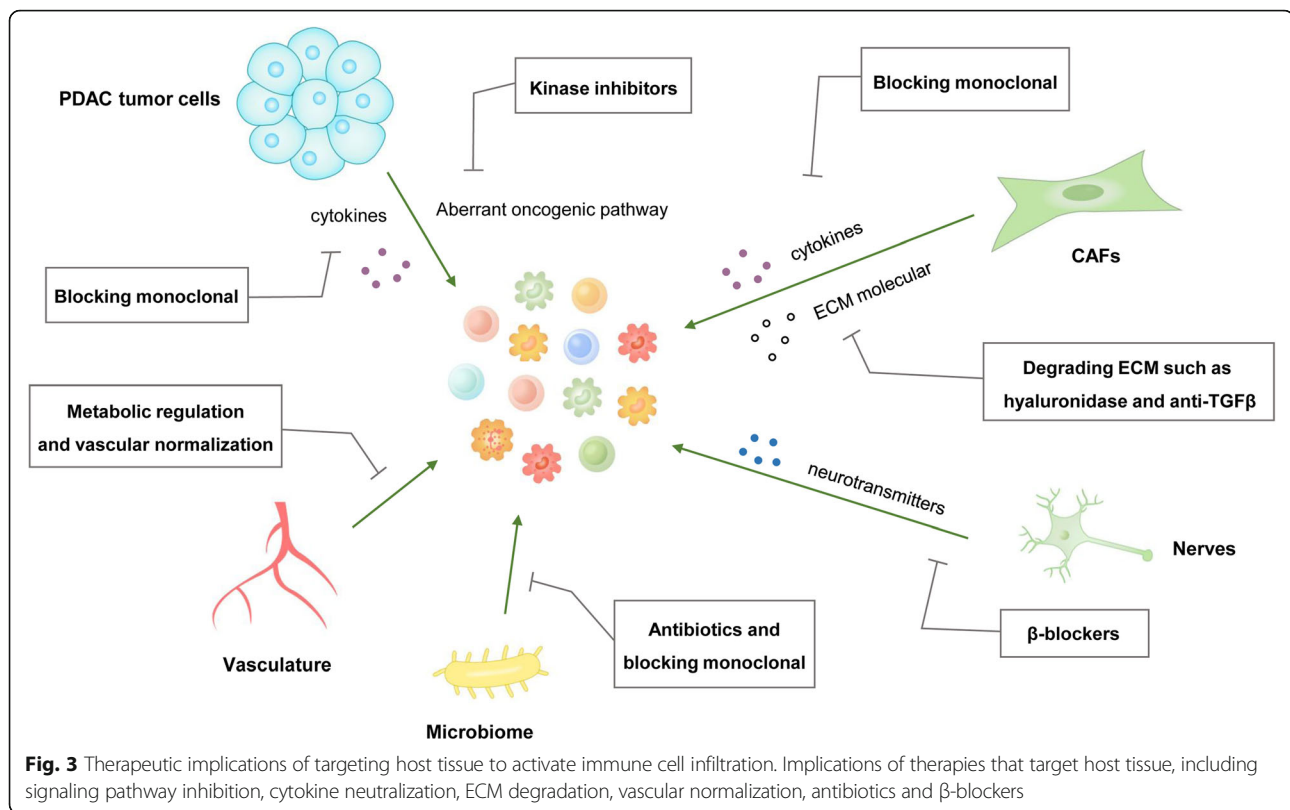 PDAC tumor cells
Kinase inhibitors
Blocking monoclonal
cytokines
Aberrant oncogenic pathway
Blocking monoclonal
cytokines
ECM molecular
CAFs
Degrading ECM such as
hyaluronidase and anti-TGFβ
Metabolic regulation
and vascular normalization
neurotransmitters
Nerves
Vasculature
Antibiotics and
blocking monoclonal
β-blockers
Microbiome
Fig. 3 Therapeutic implications of targeting host tissue to activate immune cell infiltration. Implications of therapies that target host tissue, including
signaling pathway inhibition, cytokine neutralization, ECM degradation, vascular normalization, antibiotics and β-blockers